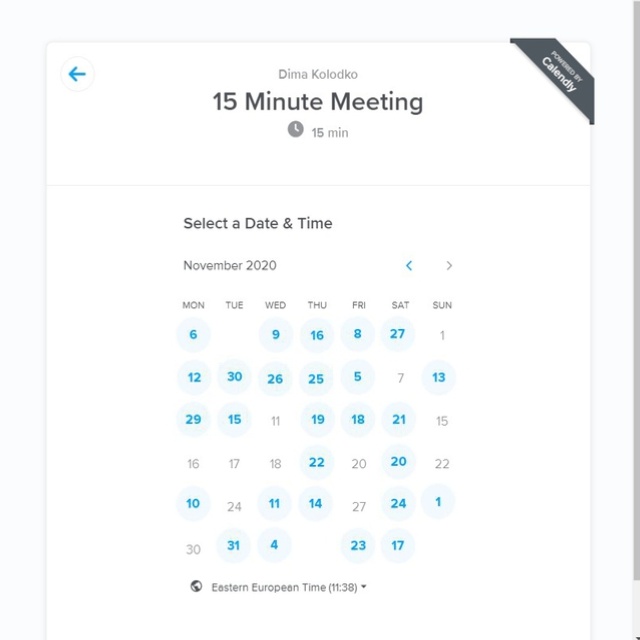 POWERED BY
Calendly
Dima Kolodko
15 Minute Meeting
15 min
Select a Date & Time
November 2020
MON TUE WED THU FRI SAT SUN
6 9 16 8 27 1
12 30 26 25 5 7 13
29 15 11 19 18 21 15
16 17 18 22 20 20 22
10 24 11 14 27 24 1
30 31 4 23 17
Eastern European Time (11:38)